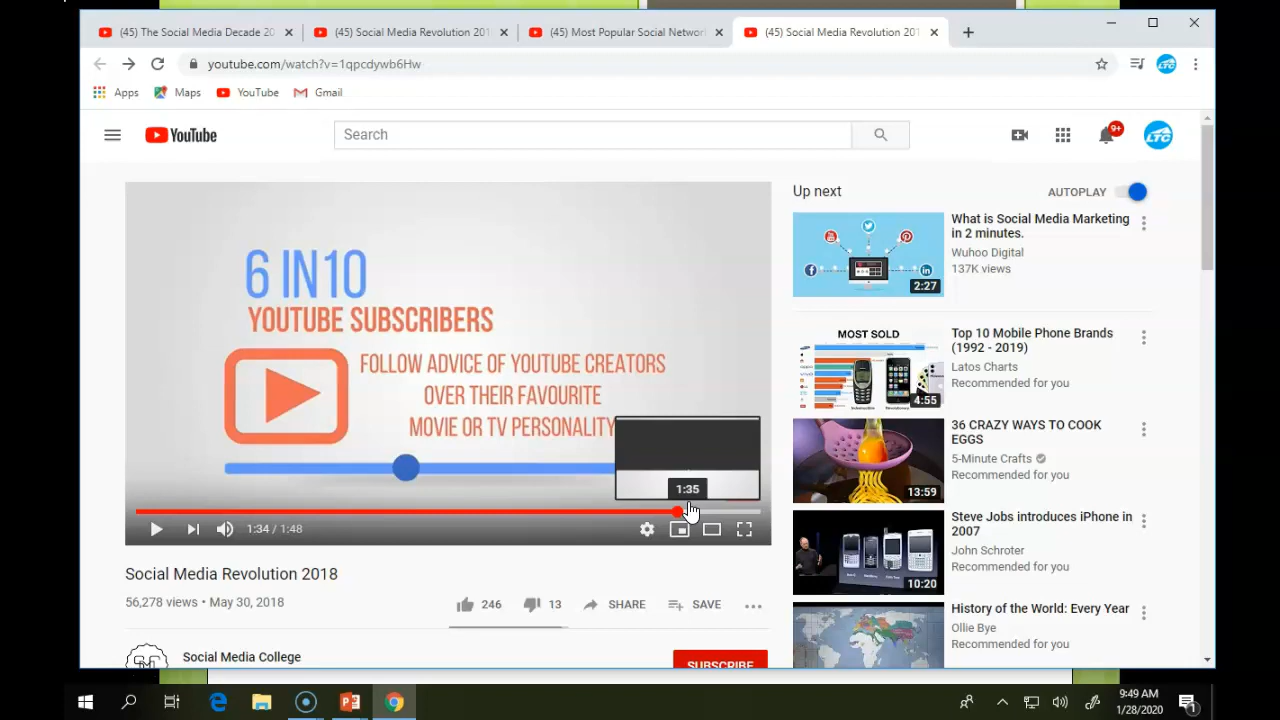 (45) The Social Media Decade 20
(45) Social Media Revolution 201
(45) Most Popular Social Networ
(45) Social Media Revolution 201
youtube.com/watch?v=1qpcdywb6Hw
LTC
Apps
Maps
YouTube
Gmail
YouTube
Search
9+
LTC
6 IN10
YOUTUBE SUBSCRIBERS
FOLLOW ADVICE OF YOUTUBE CREATORS
OVER THEIR FAVOURITE
MOVIE OR TV PERSONALITY
1:35
1:34 / 1:48
Social Media Revolution 2018
56,278 views • May 30, 2018
246
13
SHARE
SAVE
Social Media College
SUBSCRIBE
Up next
AUTOPLAY
2:27
What is Social Media Marketing
in 2 minutes.
Wuhoo Digital
137K views
MOST SOLD
4:55
Top 10 Mobile Phone Brands
(1992 - 2019)
Latos Charts
Recommended for you
13:59
36 CRAZY WAYS TO COOK
EGGS
5-Minute Crafts
Recommended for you
10:20
Steve Jobs introduces iPhone in
2007
John Schroter
Recommended for you
History of the World: Every Year
Ollie Bye
Recommended for you
9:49 AM
1/28/2020
1